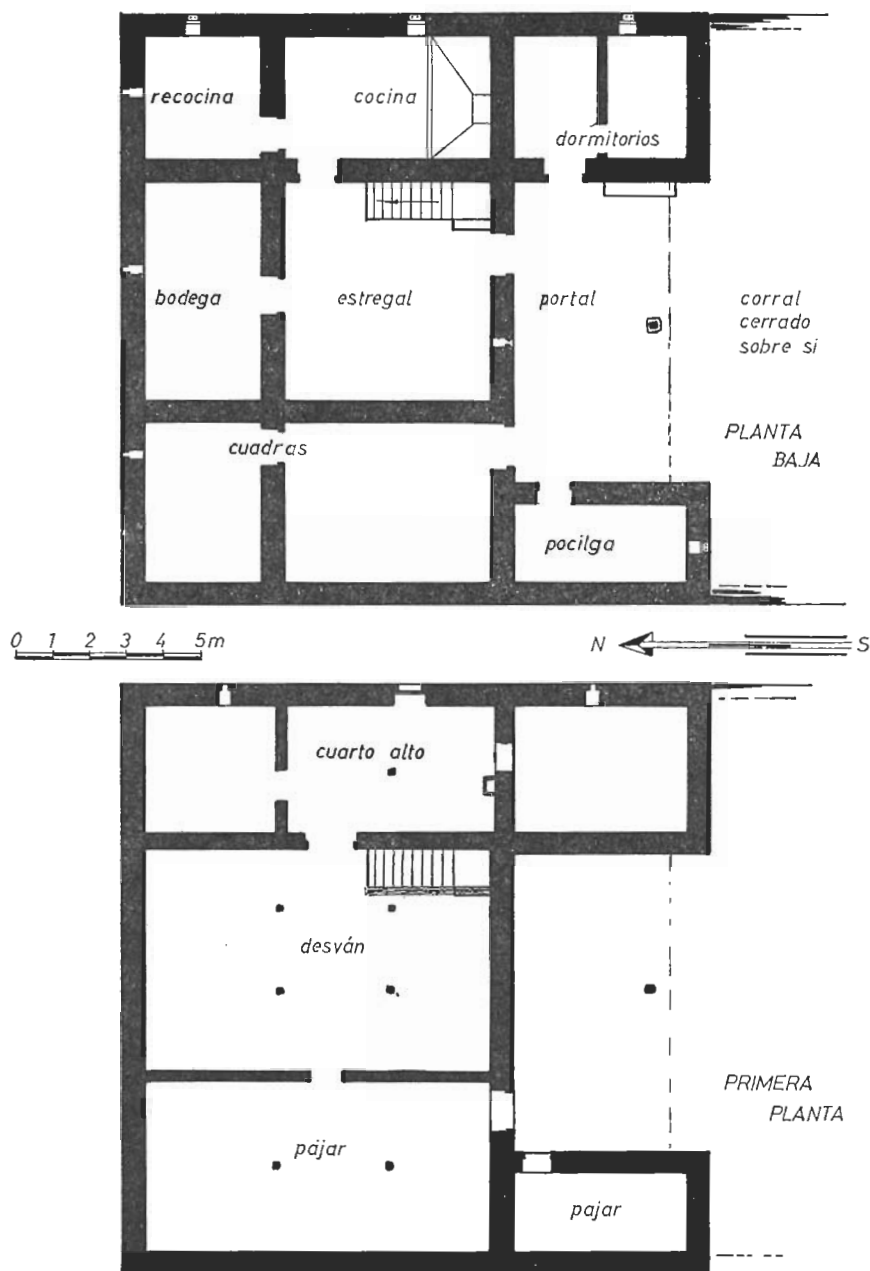 recocina
cocina
dormitorios
bodega
estregal
portal
corral
cerrado
sobre sí
PLANTA
BAJA
cuadras
pocilga
0 1 2 3 4 5m
N
S
cuarto alto
desván
PRIMERA
PLANTA
pajar
pajar